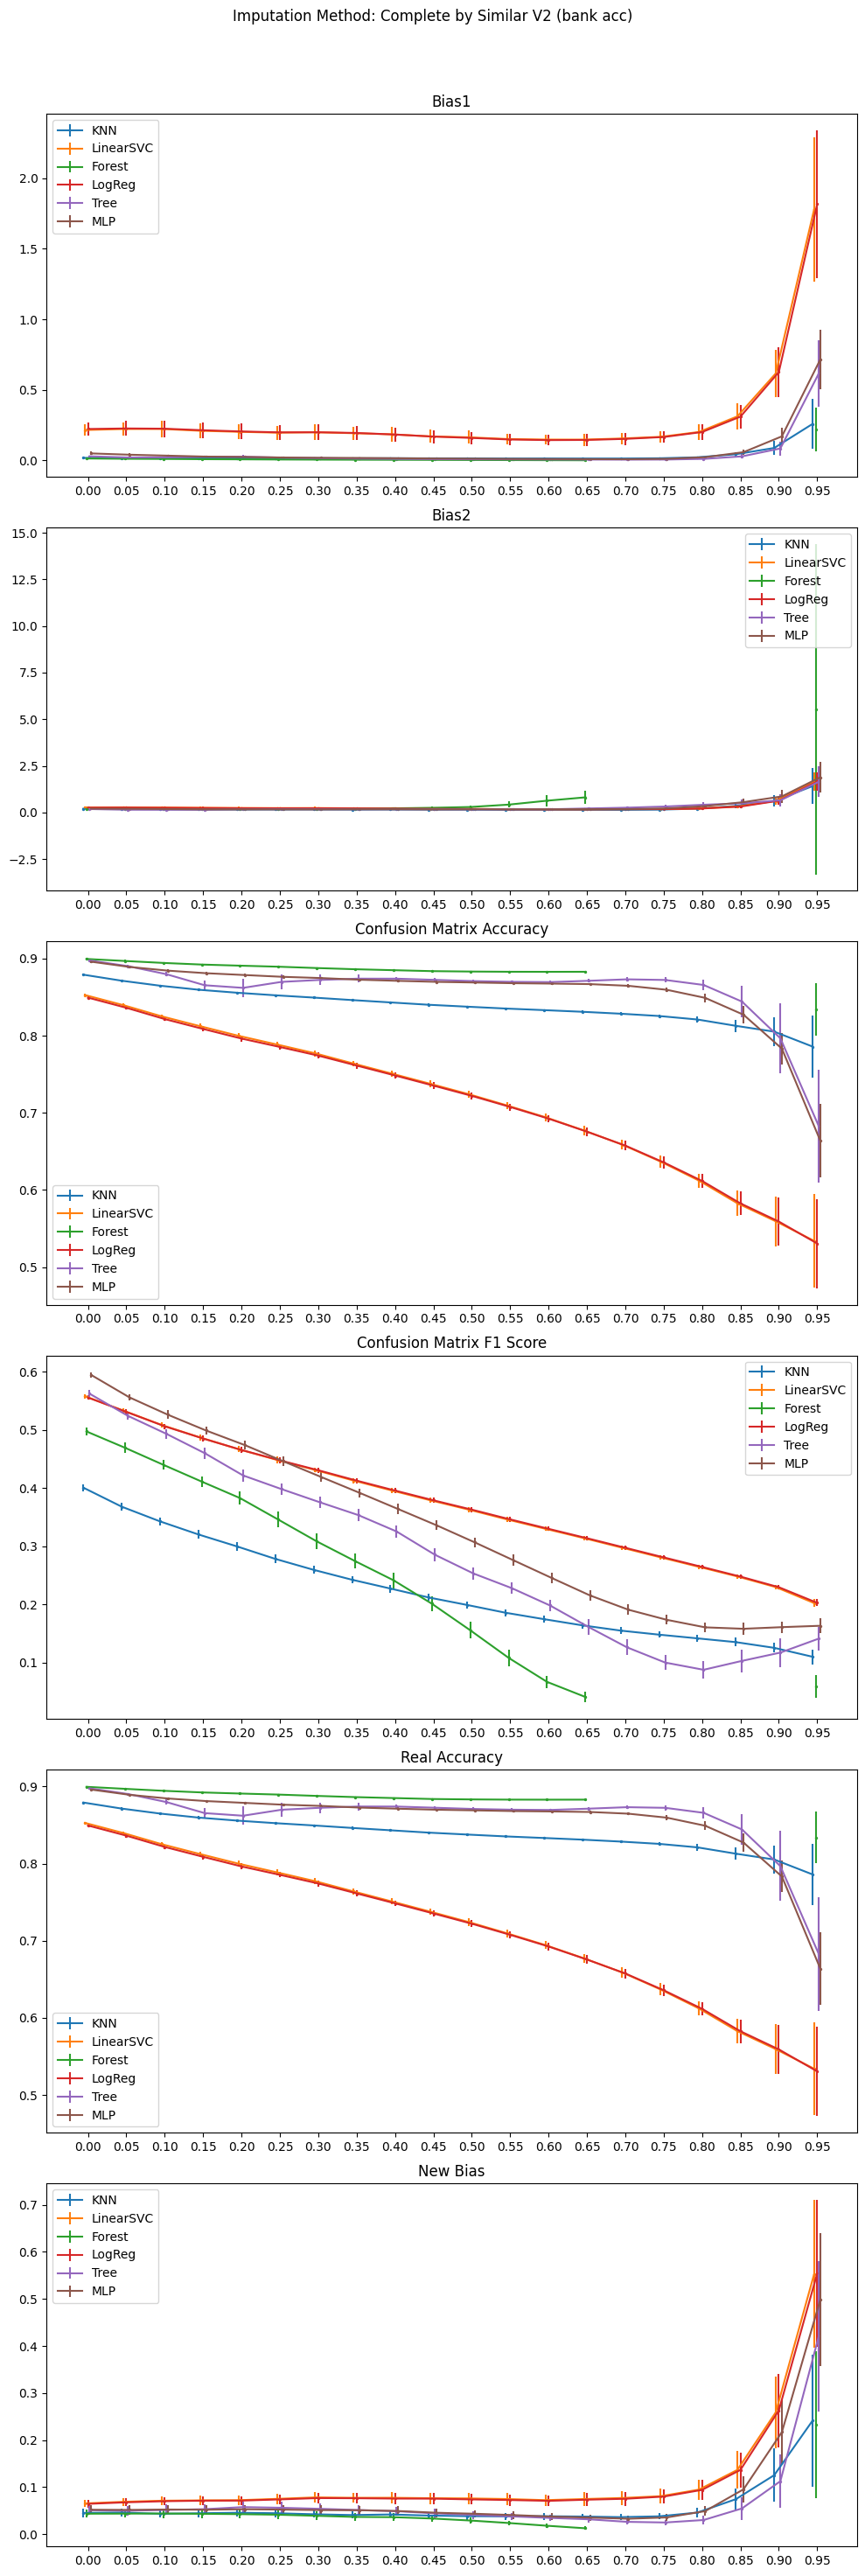 Imputation Method: Complete by Similar V2 (bank acc)
Bias1
KNN
LinearSVC
Forest
LogReg
Tree
MLP
2.0
1.5
1.0
0.5
0.0
0.00 0.05 0.10 0.15 0.20 0.25 0.30 0.35 0.40 0.45 0.50 0.55 0.60 0.65 0.70 0.75 0.80 0.85 0.90 0.95
Bias2
KNN
LinearSVC
Forest
LogReg
Tree
MLP
15.0
12.5
10.0
7.5
5.0
2.5
0.0
−2.5
0.00 0.05 0.10 0.15 0.20 0.25 0.30 0.35 0.40 0.45 0.50 0.55 0.60 0.65 0.70 0.75 0.80 0.85 0.90 0.95
Confusion Matrix Accuracy
0.9
0.8
0.7
0.6
0.5
KNN
LinearSVC
Forest
LogReg
Tree
MLP
0.00 0.05 0.10 0.15 0.20 0.25 0.30 0.35 0.40 0.45 0.50 0.55 0.60 0.65 0.70 0.75 0.80 0.85 0.90 0.95
Confusion Matrix F1 Score
KNN
LinearSVC
Forest
LogReg
Tree
MLP
0.6
0.5
0.4
0.3
0.2
0.1
0.00 0.05 0.10 0.15 0.20 0.25 0.30 0.35 0.40 0.45 0.50 0.55 0.60 0.65 0.70 0.75 0.80 0.85 0.90 0.95
Real Accuracy
0.9
0.8
0.7
0.6
0.5
KNN
LinearSVC
Forest
LogReg
Tree
MLP
0.00 0.05 0.10 0.15 0.20 0.25 0.30 0.35 0.40 0.45 0.50 0.55 0.60 0.65 0.70 0.75 0.80 0.85 0.90 0.95
New Bias
KNN
LinearSVC
Forest
LogReg
Tree
MLP
0.7
0.6
0.5
0.4
0.3
0.2
0.1
0.0
0.00 0.05 0.10 0.15 0.20 0.25 0.30 0.35 0.40 0.45 0.50 0.55 0.60 0.65 0.70 0.75 0.80 0.85 0.90 0.95